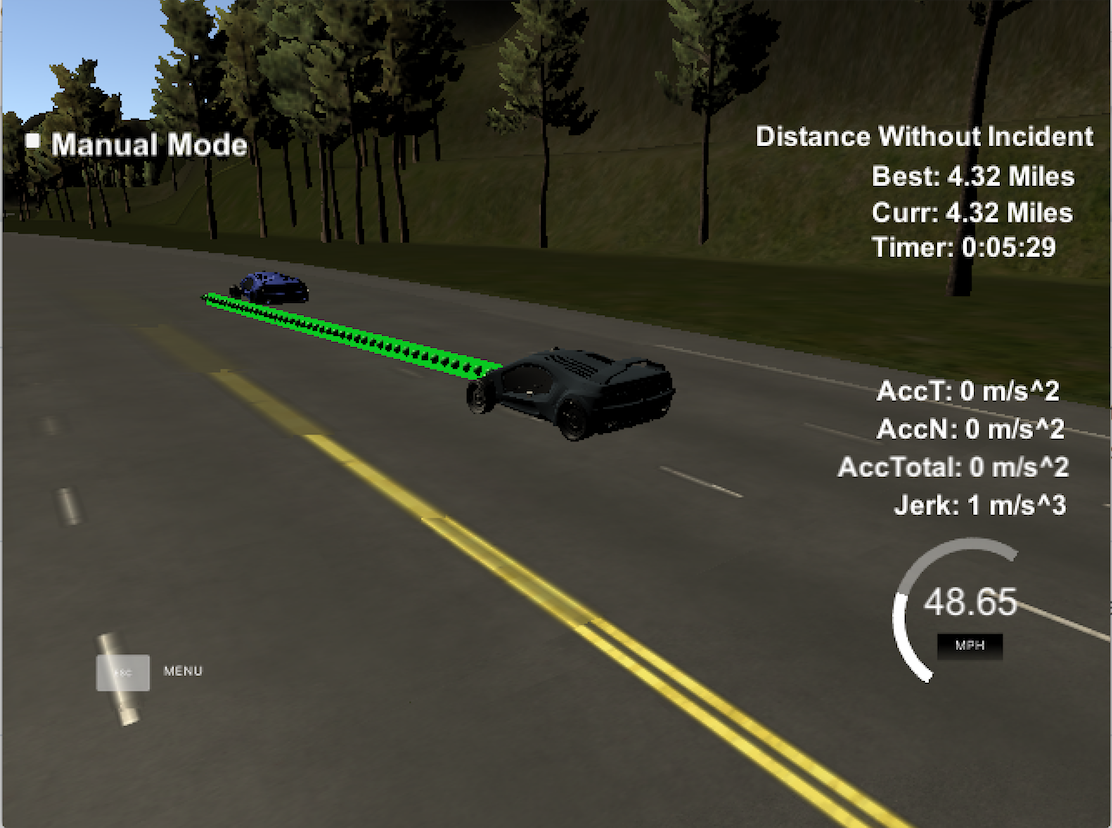 Manual Mode
Distance Without Incident
Best: 4.32 Miles
Curr: 4.32 Miles
Timer: 0:05:29
AccT: 0 m/s^2
AccN: 0 m/s^2
AccTotal: 0 m/s^2
Jerk: 1 m/s^3
48.65
MPH
ESC MENU